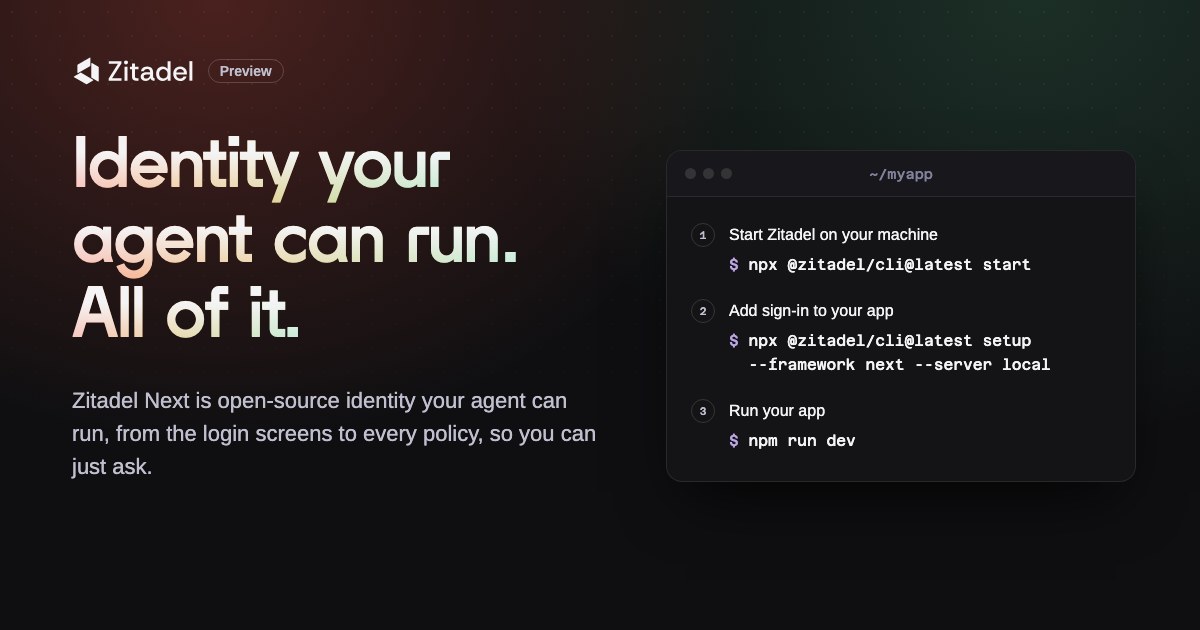 Zitadel Preview
Identity your
agent can run.
All of it.
Zitadel Next is open-source identity your agent can
run, from the login screens to every policy, so you can
just ask.
~/myapp
1 Start Zitadel on your machine
$ npx @zitadel/cli@latest start
2 Add sign-in to your app
$ npx @zitadel/cli@latest setup
--framework next --server local
3 Run your app
$ npm run dev